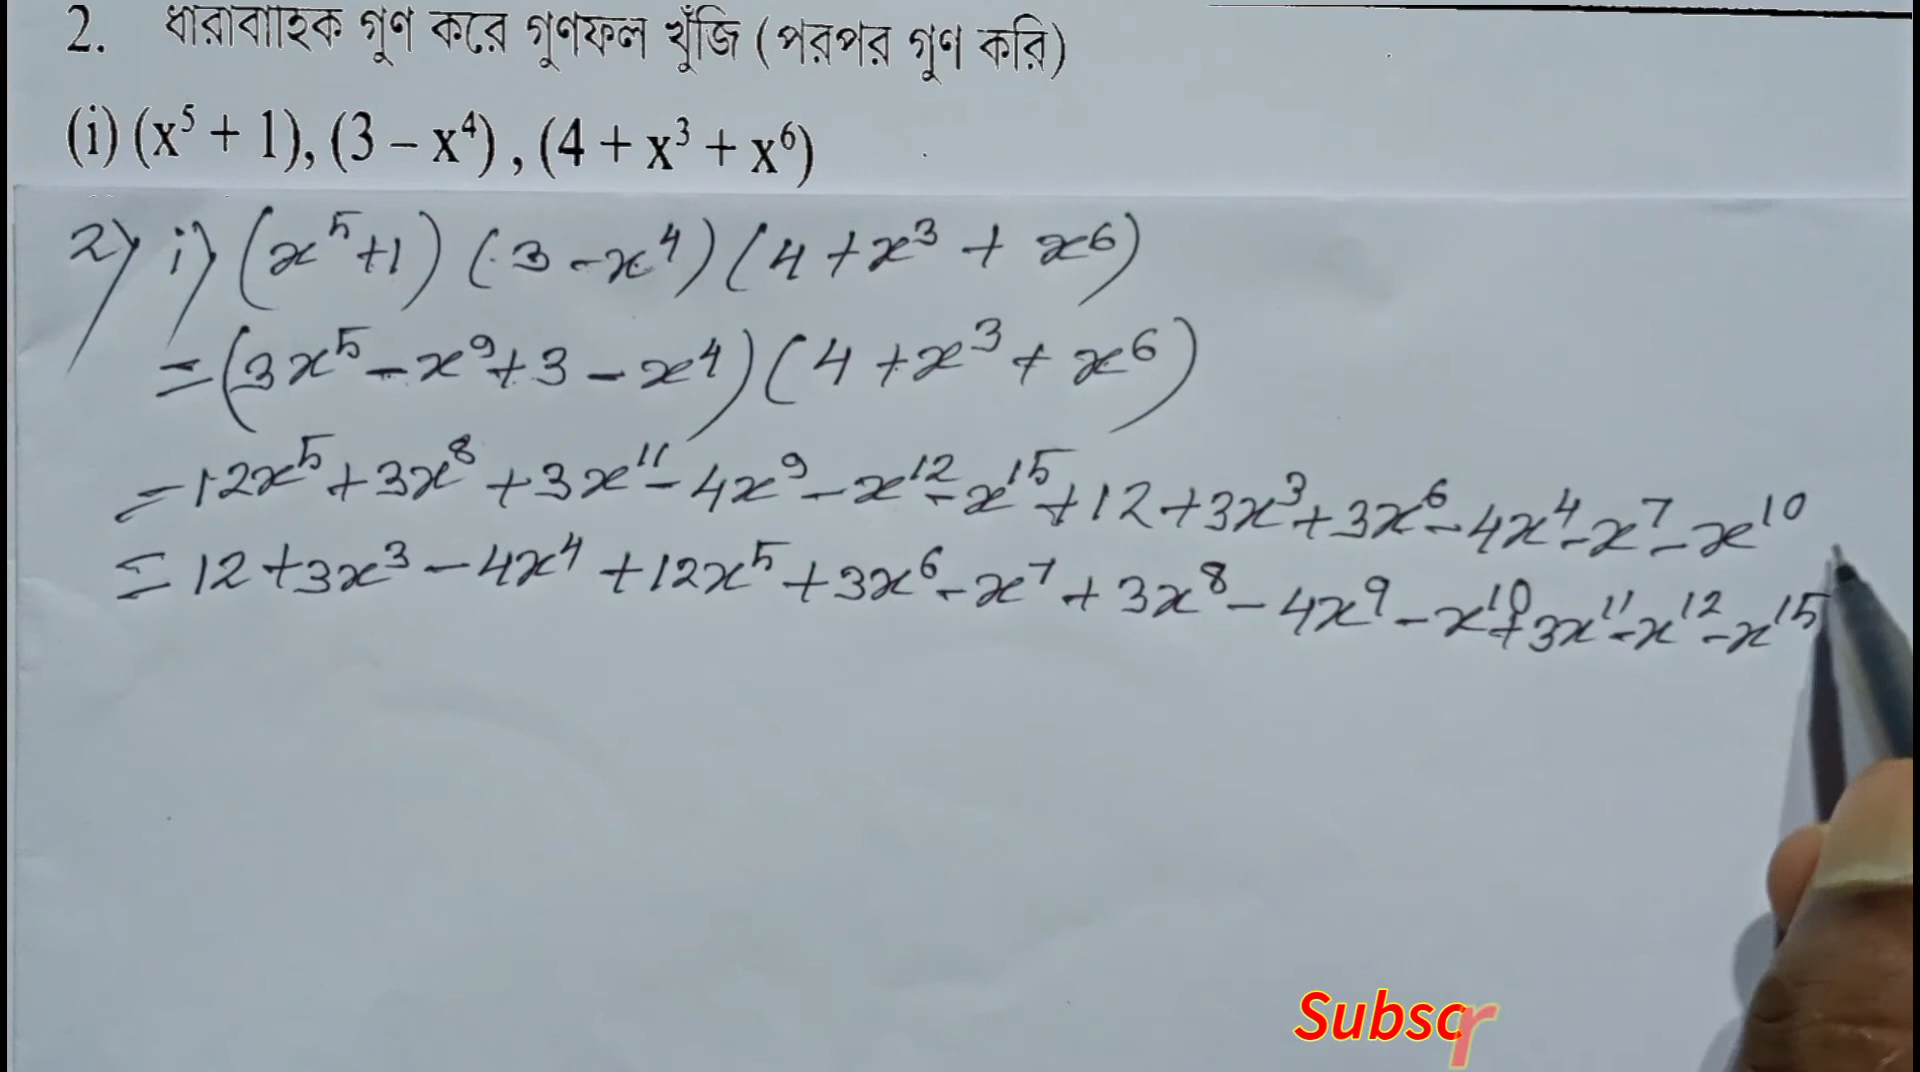 2. ধারাবাহিক গুণ করে গুণফল খুঁজি (পরপর গুণ করি)
(i) (x⁵ + 1), (3 – x⁴) , (4 + x³ + x⁶)
2) i) (x⁵+1) (3 -x⁴) (4 +x³ + x⁶)
= (3x⁵ - x⁹ + 3 - x⁴) (4 + x³ + x⁶)
= 12x⁵ + 3x⁸ + 3x¹¹ - 4x⁹ - x¹² - x¹⁵ + 12 + 3x³ + 3x⁶ - 4x⁴ - x⁷ - x¹⁰
= 12 + 3x³ - 4x⁴ + 12x⁵ + 3x⁶ - x⁷ + 3x⁸ - 4x⁹ - x¹⁰ + 3x¹¹ - x¹² - x¹⁵
Subscr